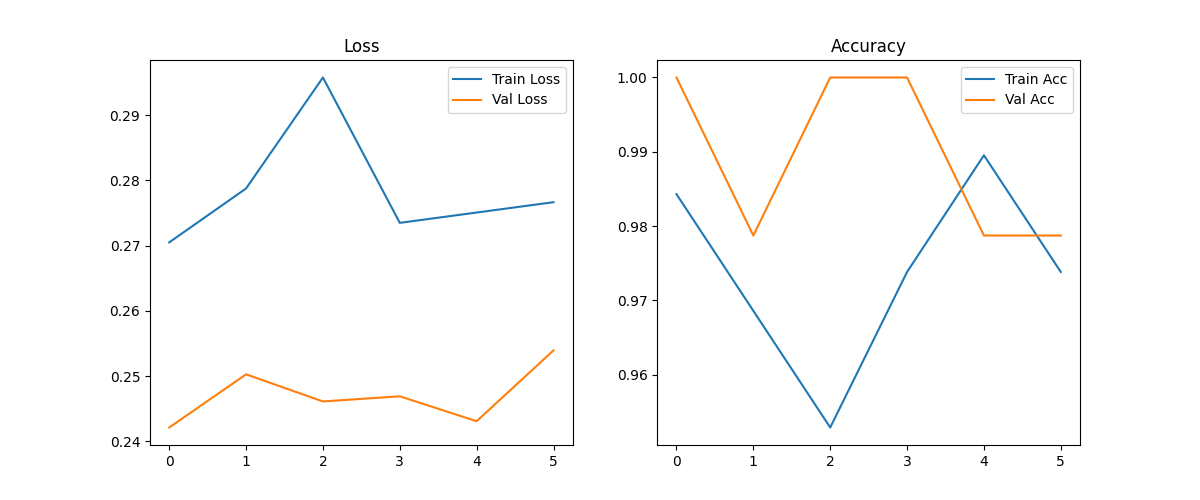 Loss
0.29
0.28
0.27
0.26
0.25
0.24
0 1 2 3 4 5
Train Loss
Val Loss
Accuracy
1.00
0.99
0.98
0.97
0.96
0 1 2 3 4 5
Train Acc
Val Acc